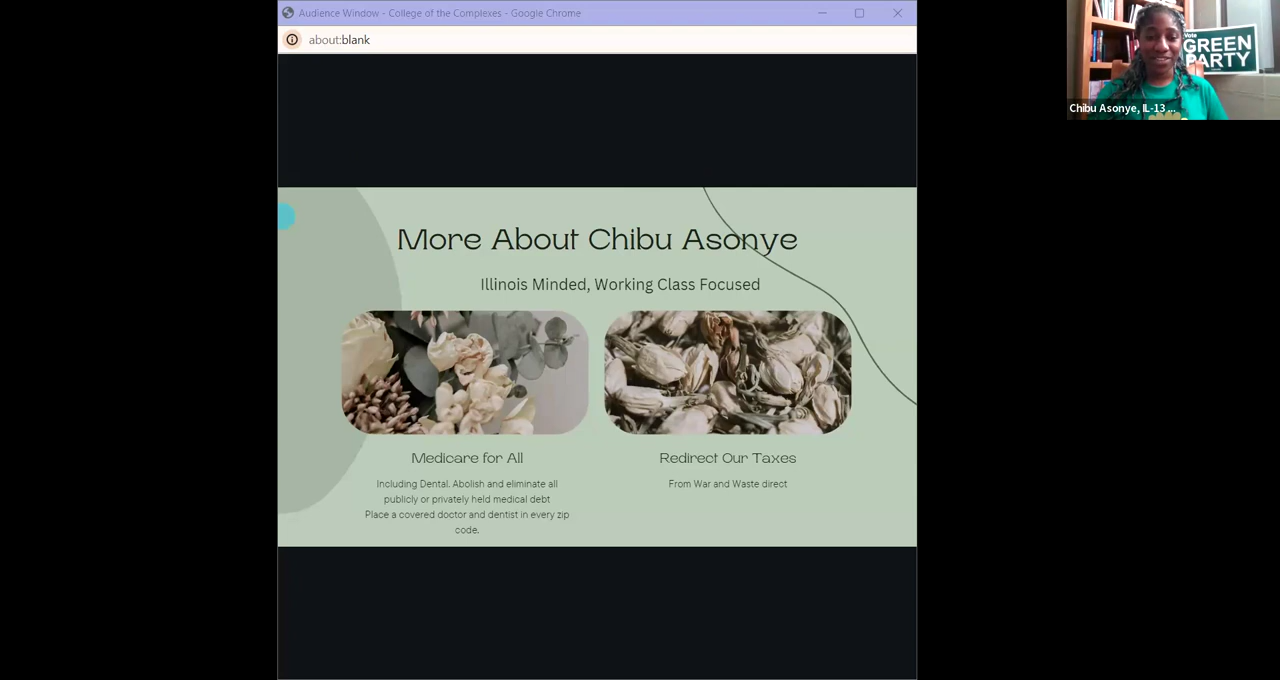 Audience Window - College of the Complexes - Google Chrome
about:blank
Vote
GREEN
PARTY
Chibu Asonye, IL-13 ...
More About Chibu Asonye
Illinois Minded, Working Class Focused
Medicare for All
Including Dental. Abolish and eliminate all
publicly or privately held medical debt
Place a covered doctor and dentist in every zip
code.
Redirect Our Taxes
From War and Waste direct